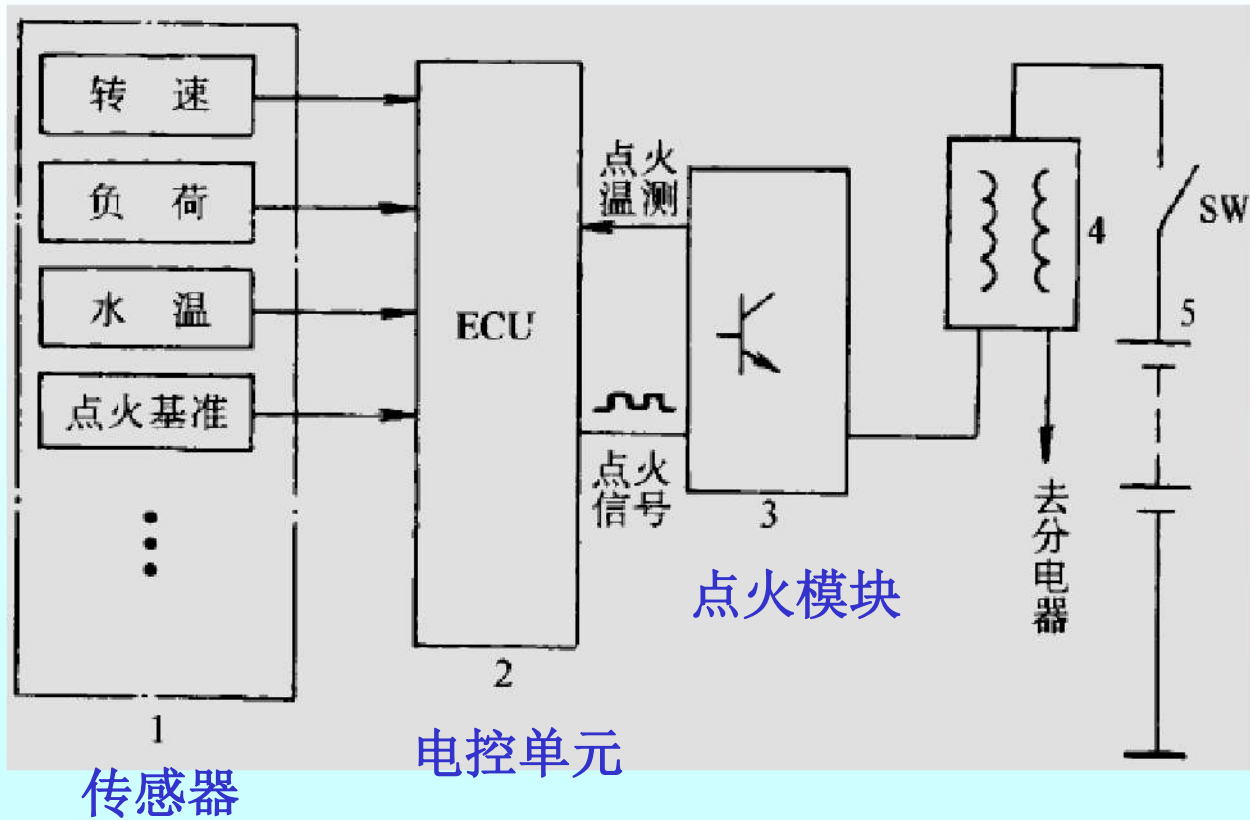 转 速
负 荷
水 温
点火基准
1
传感器
ECU
2
电控单元
点火
温测
点火
信号
3
点火模块
4
去分电器
SW
5